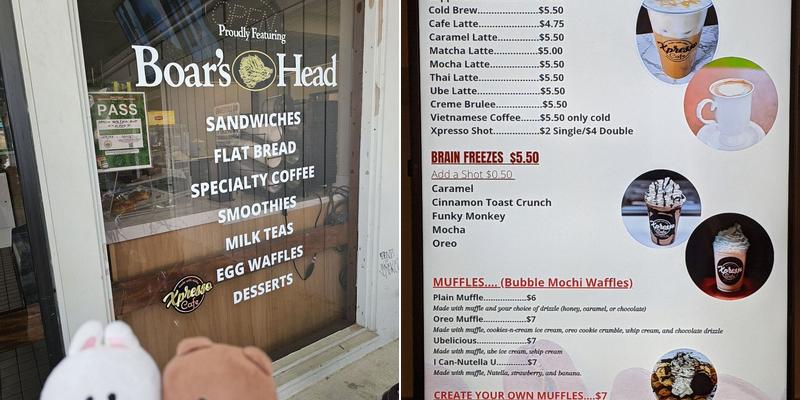 Proudly Featuring
Boar's Head
PASS
SANDWICHES
FLAT BREAD
SPECIALTY COFFEE
SMOOTHIES
MILK TEAS
EGG WAFFLES
DESSERTS
Xpresso
Cafe
Cold Brew....................$5.50
Cafe Latte....................$4.75
Caramel Latte..............$5.50
Matcha Latte...............$5.00
Mocha Latte................$5.50
Thai Latte....................$5.50
Ube Latte.....................$5.50
Creme Brulee...............$5.50
Vietnamese Coffee.......$5.50 only cold
Xpresso Shot................$2 Single/$4 Double
BRAIN FREEZES $5.50
Add a Shot $0.50
Caramel
Cinnamon Toast Crunch
Funky Monkey
Mocha
Oreo
MUFFLES.... (Bubble Mochi Waffles)
Plain Muffle...................$6
Made with muffle and your choice of drizzle (honey, caramel, or chocolate)
Oreo Muffle...................$7
Made with muffle, cookies-n-cream ice cream, oreo cookie crumble, whip cream, and chocolate drizzle
Ubelicious.....................$7
Made with muffle, ube ice cream, whip cream
I Can-Nutella U.............$7
Made with muffle, Nutella, strawberry, and banana.
CREATE YOUR OWN MUFFLES....$7
Xpresso
Cafe
Xpresso
Xpresso